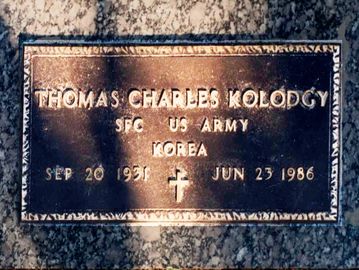 THOMAS CHARLES KOLODGY
SFC US ARMY
KOREA
SEP 20 1931 JUN 23 1986